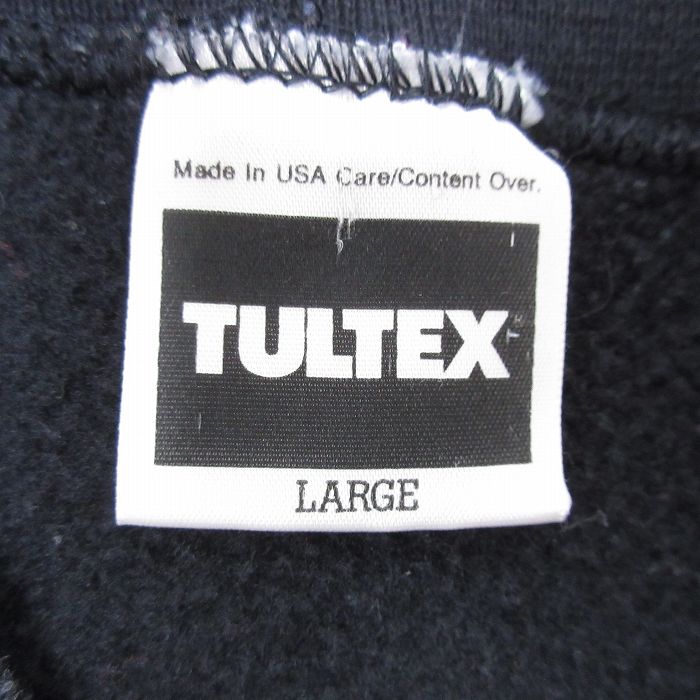 Made In USA Care/Content Over.
TULTEX
LARGE